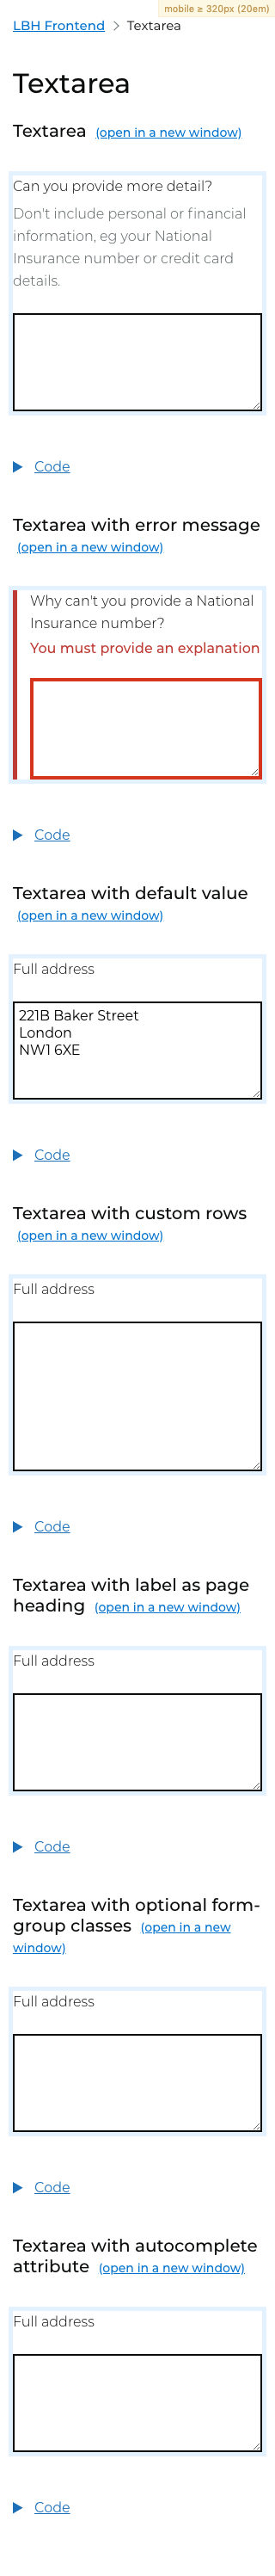 mobile ≥ 320px (20em)
LBH Frontend > Textarea
Textarea
Textarea (open in a new window)
Can you provide more detail?
Don't include personal or financial
information, eg your National
Insurance number or credit card
details.
Code
Textarea with error message
(open in a new window)
Why can't you provide a National
Insurance number?
You must provide an explanation
Code
Textarea with default value
(open in a new window)
Full address
221B Baker Street
London
NW1 6XE
Code
Textarea with custom rows
(open in a new window)
Full address
Code
Textarea with label as page
heading (open in a new window)
Full address
Code
Textarea with optional form-
group classes (open in a new
window)
Full address
Code
Textarea with autocomplete
attribute (open in a new window)
Full address
Code